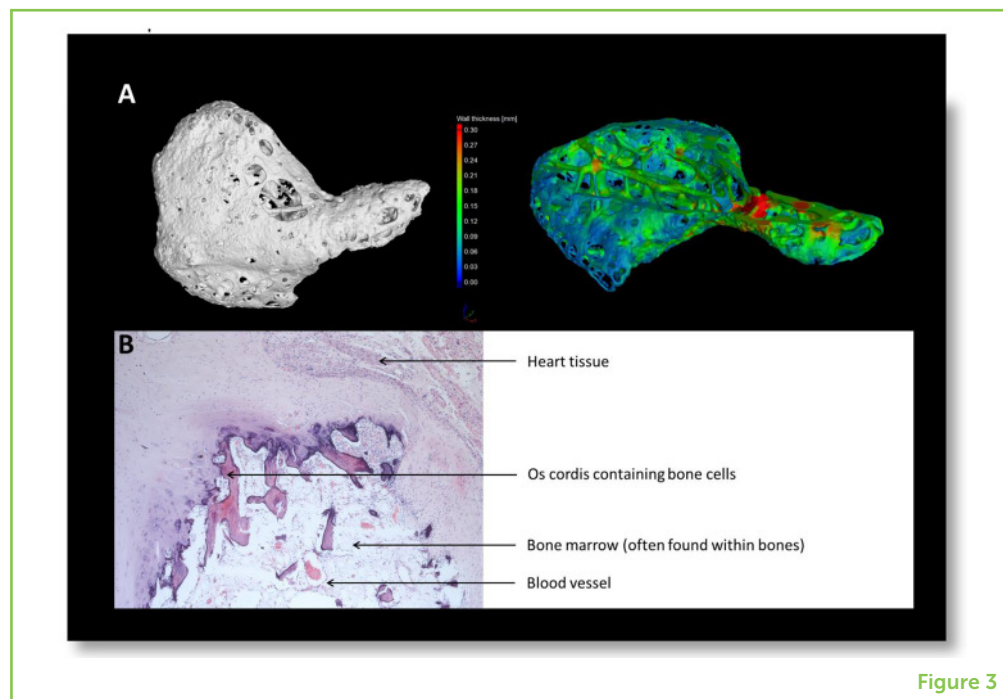 A
Wall thickness [mm]
0.30
0.27
0.24
0.21
0.18
0.15
0.12
0.09
0.06
0.03
0.00
B
Heart tissue
Os cordis containing bone cells
Bone marrow (often found within bones)
Blood vessel
Figure 3